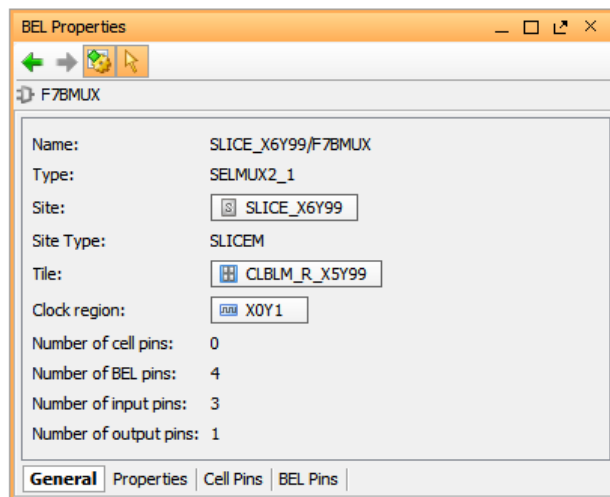 BEL Properties
F7BMUX
Name: SLICE_X6Y99/F7BMUX
Type: SELMUX2_1
Site: SLICE_X6Y99
Site Type: SLICEM
Tile: CLBLM_R_X5Y99
Clock region: X0Y1
Number of cell pins: 0
Number of BEL pins: 4
Number of input pins: 3
Number of output pins: 1
General Properties Cell Pins BEL Pins